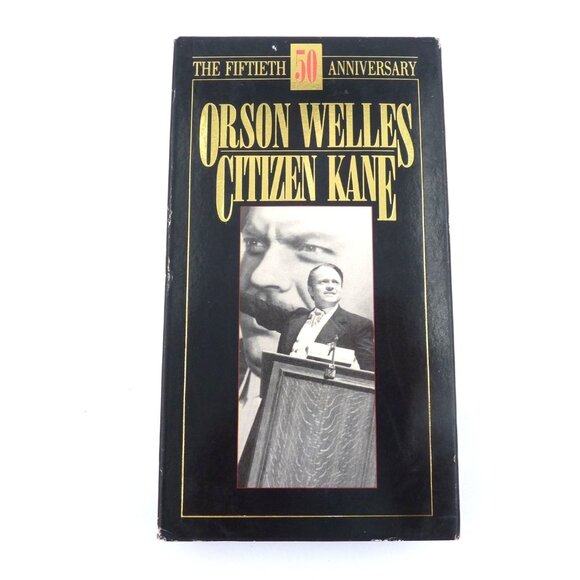 THE FIFTIETH 50 ANNIVERSARY
ORSON WELLES
CITIZEN KANE